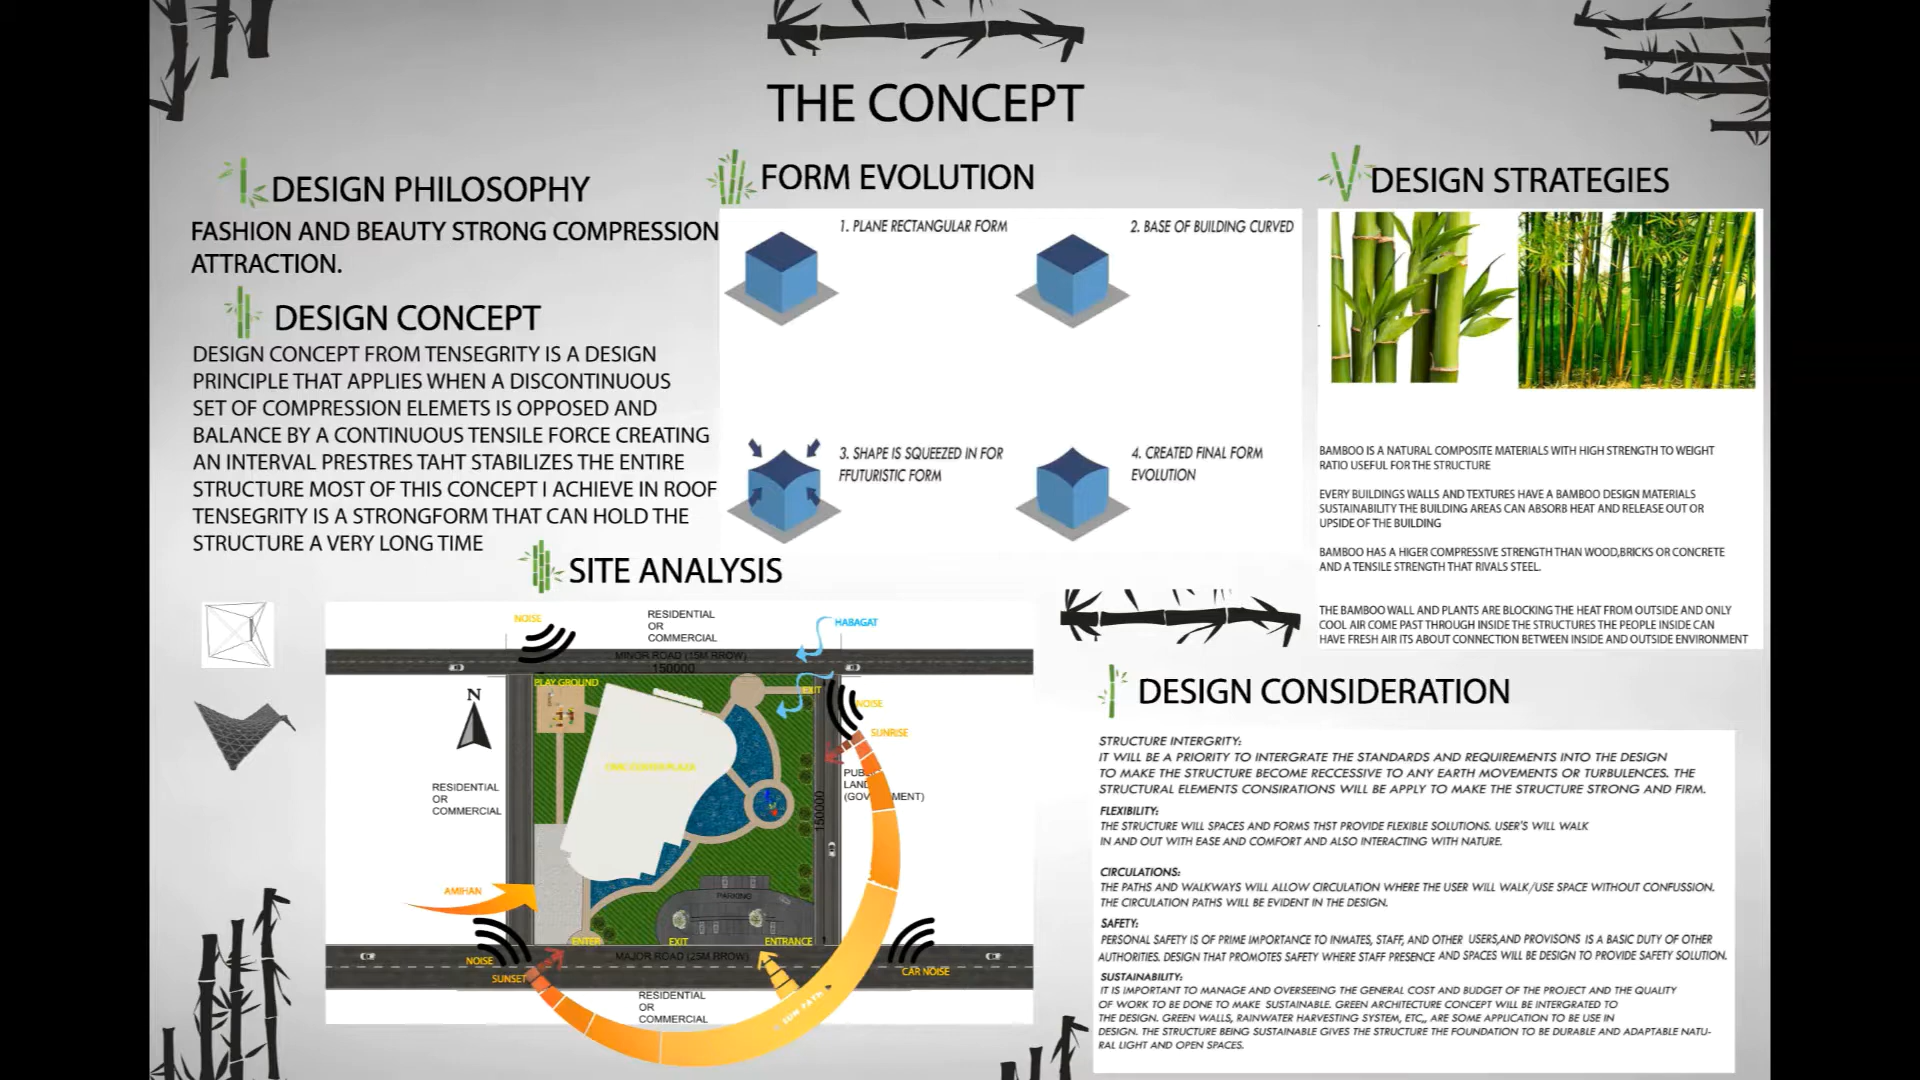 THE CONCEPT
DESIGN PHILOSOPHY
FASHION AND BEAUTY STRONG COMPRESSION
ATTRACTION.
DESIGN CONCEPT
DESIGN CONCEPT FROM TENSEGRITY IS A DESIGN
PRINCIPLE THAT APPLIES WHEN A DISCONTINUOUS
SET OF COMPRESSION ELEMETS IS OPPOSED AND
BALANCE BY A CONTINUOUS TENSILE FORCE CREATING
AN INTERVAL PRESTRES TAHT STABILIZES THE ENTIRE
STRUCTURE MOST OF THIS CONCEPT I ACHIEVE IN ROOF
TENSEGRITY IS A STRONGFORM THAT CAN HOLD THE
STRUCTURE A VERY LONG TIME
FORM EVOLUTION
1. PLANE RECTANGULAR FORM
2. BASE OF BUILDING CURVED
3. SHAPE IS SQUEEZED IN FOR
FFUTURISTIC FORM
4. CREATED FINAL FORM
EVOLUTION
DESIGN STRATEGIES
BAMBOO IS A NATURAL COMPOSITE MATERIALS WITH HIGH STRENGTH TO WEIGHT
RATIO USEFUL FOR THE STRUCTURE
EVERY BUILDINGS WALLS AND TEXTURES HAVE A BAMBOO DESIGN MATERIALS
SUSTAINABILITY THE BUILDING AREAS CAN ABSORB HEAT AND RELEASE OUT OR
UPSIDE OF THE BUILDING
BAMBOO HAS A HIGER COMPRESSIVE STRENGTH THAN WOOD,BRICKS OR CONCRETE
AND A TENSILE STRENGTH THAT RIVALS STEEL.
THE BAMBOO WALL AND PLANTS ARE BLOCKING THE HEAT FROM OUTSIDE AND ONLY
COOL AIR COME PAST THROUGH INSIDE THE STRUCTURES THE PEOPLE INSIDE CAN
HAVE FRESH AIR ITS ABOUT CONNECTION BETWEEN INSIDE AND OUTSIDE ENVIRONMENT
SITE ANALYSIS
NOISE
RESIDENTIAL
OR
COMMERCIAL
HABAGAT
MINOR ROAD (15M RROW)
150000
PLAY GROUND
EXIT
N
NOISE
SUNRISE
RESIDENTIAL
OR
COMMERCIAL
PUB
LAND
(GOV MENT)
150000
AMIHAN
PARKING
ENTER
EXIT
ENTRANCE
NOISE
MAJOR ROAD (25M RROW)
CAR NOISE
SUNSET
RESIDENTIAL
OR
COMMERCIAL
SUN PATH
DESIGN CONSIDERATION
STRUCTURE INTERGRITY:
IT WILL BE A PRIORITY TO INTERGRATE THE STANDARDS AND REQUIREMENTS INTO THE DESIGN
TO MAKE THE STRUCTURE BECOME RECCESSIVE TO ANY EARTH MOVEMENTS OR TURBULENCES. THE
STRUCTURAL ELEMENTS CONSIRATIONS WILL BE APPLY TO MAKE THE STRUCTURE STRONG AND FIRM.
FLEXIBILITY:
THE STRUCTURE WILL SPACES AND FORMS THST PROVIDE FLEXIBLE SOLUTIONS. USER'S WILL WALK
IN AND OUT WITH EASE AND COMFORT AND ALSO INTERACTING WITH NATURE.
CIRCULATIONS:
THE PATHS AND WALKWAYS WILL ALLOW CIRCULATION WHERE THE USER WILL WALK/USE SPACE WITHOUT CONFUSSION.
THE CIRCULATION PATHS WILL BE EVIDENT IN THE DESIGN.
SAFETY:
PERSONAL SAFETY IS OF PRIME IMPORTANCE TO INMATES, STAFF, AND OTHER USERS,AND PROVISONS IS A BASIC DUTY OF OTHER
AUTHORITIES. DESIGN THAT PROMOTES SAFETY WHERE STAFF PRESENCE AND SPACES WILL BE DESIGN TO PROVIDE SAFETY SOLUTION.
SUSTAINABILITY:
IT IS IMPORTANT TO MANAGE AND OVERSEEING THE GENERAL COST AND BUDGET OF THE PROJECT AND THE QUALITY
OF WORK TO BE DONE TO MAKE SUSTAINABLE. GREEN ARCHITECTURE CONCEPT WILL BE INTERGRATED TO
THE DESIGN. GREEN WALLS, RAINWATER HARVESTING SYSTEM, ETC,, ARE SOME APPLICATION TO BE USE IN
DESIGN. THE STRUCTURE BEING SUSTAINABLE GIVES THE STRUCTURE THE FOUNDATION TO BE DURABLE AND ADAPTABLE NATU-
RAL LIGHT AND OPEN SPACES.